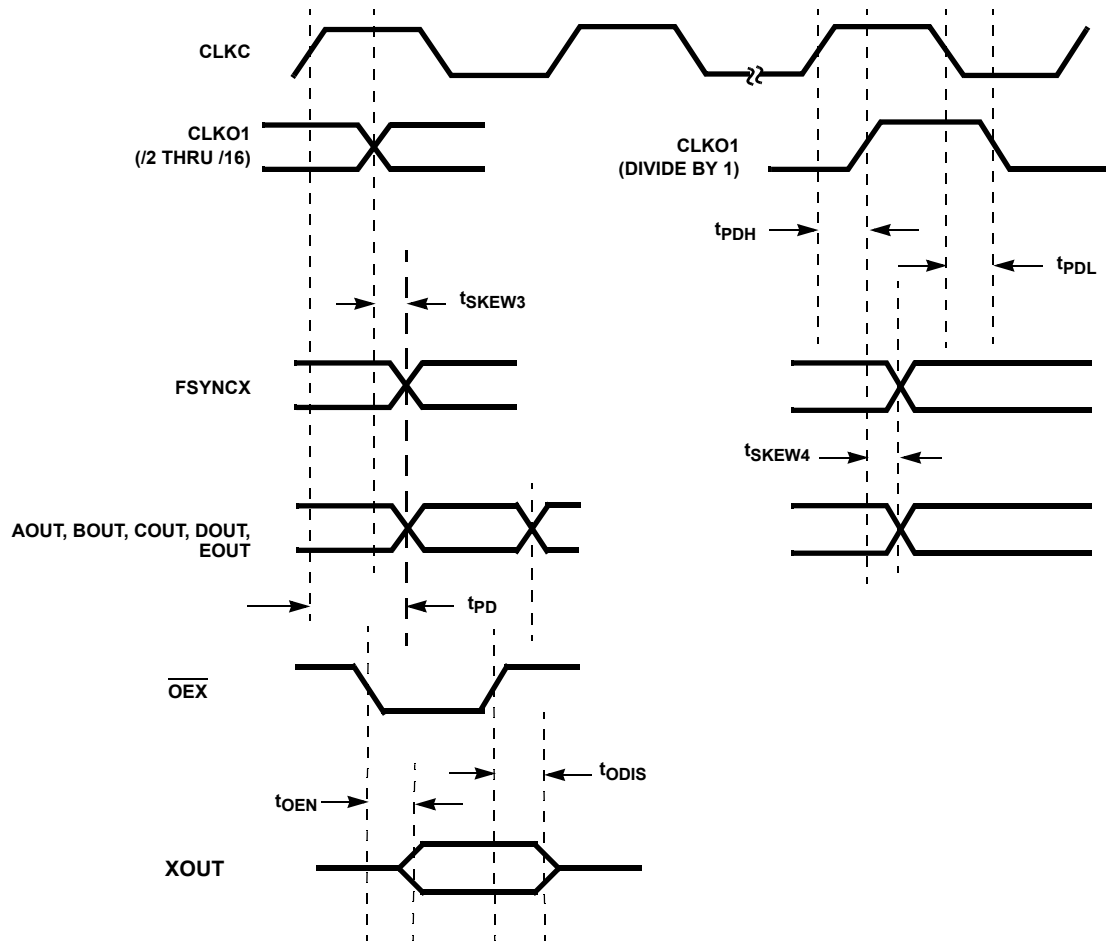 CLKC
CLKO1
(/2 THRU /16)
CLKO1
(DIVIDE BY 1)
tPDH
tPDL
tSKEW3
FSYNCX
tSKEW4
AOUT, BOUT, COUT, DOUT,
EOUT
tPD
OEX
tODIS
tOEN
XOUT